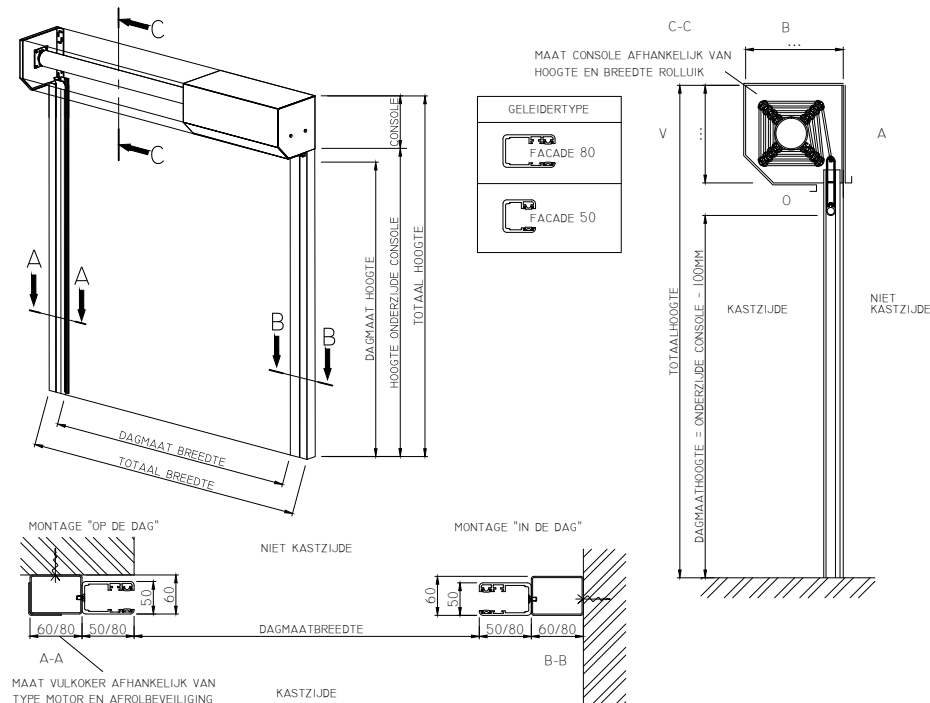 C
C
CONSOLE
DAGMAAT HOOGTE
HOOGTE ONDERZIJDE CONSOLE
TOTAAL HOOGTE
A
A
B
B
DAGMAAT BREEDTE
TOTAAL BREEDTE
GELEIDERTYPE
FACADE 80
FACADE 50
C-C
B
...
MAAT CONSOLE AFHANKELIJK VAN
HOOGTE EN BREEDTE ROLLUIK
V
...
A
O
TOTAALHOOGTE
DAGMAATHOOGTE = ONDERZIJDE CONSOLE - 100MM
KASTZIJDE
NIET
KASTZIJDE
MONTAGE "OP DE DAG"
NIET KASTZIJDE
MONTAGE "IN DE DAG"
50
60
60
50
60/80
50/80
DAGMAATBREEDTE
50/80
60/80
A-A
B-B
MAAT VULKOKER AFHANKELIJK VAN
TYPE MOTOR EN AFROLBEVEILIGING
KASTZIJDE